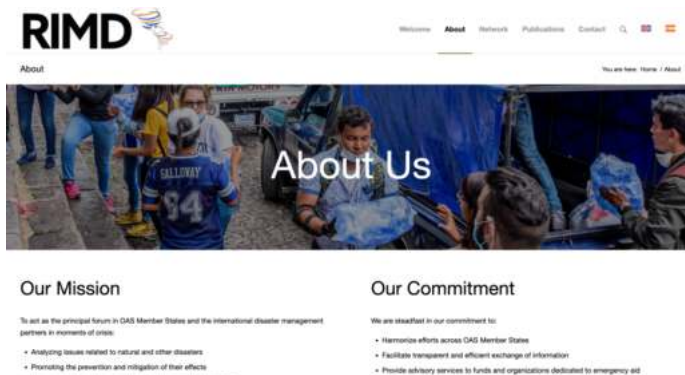 RIMD
Welcome About Network Publications Contact
About
You are here: Home / About
GALLOWAY
94
About Us
Our Mission
To act as the principal forum in OAS Member States and the international disaster management
partners in moments of crisis:
• Analyzing issues related to natural and other disasters
• Promoting the prevention and mitigation of their effects
Our Commitment
We are steadfast in our commitment to:
• Harmonize efforts across OAS Member States
• Facilitate transparent and efficient exchange of information
• Provide advisory services to funds and organizations dedicated to emergency aid